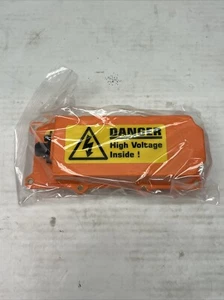 DANGER
High Voltage
Inside !